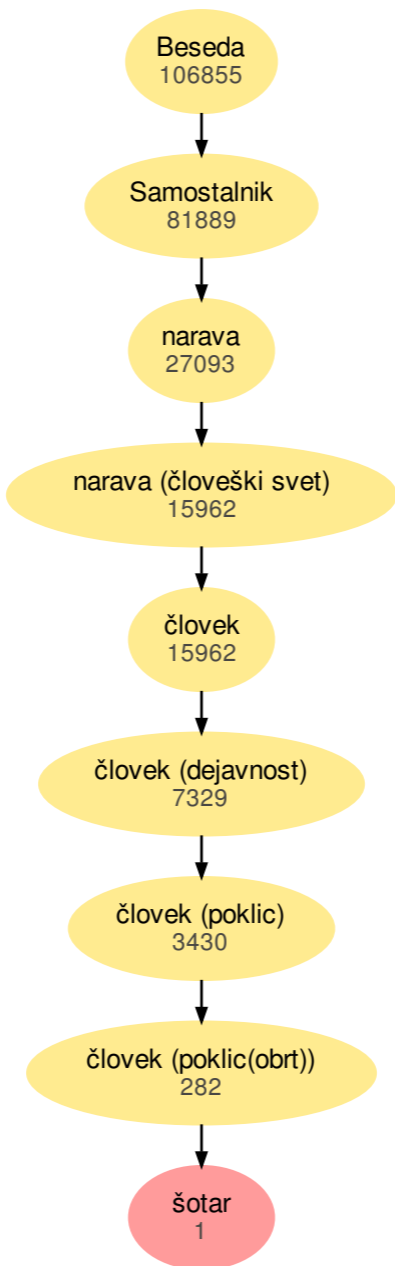 Beseda
106855
Samostalnik
81889
narava
27093
narava (človeški svet)
15962
človek
15962
človek (dejavnost)
7329
človek (poklic)
3430
človek (poklic(obrt))
282
šotar
1